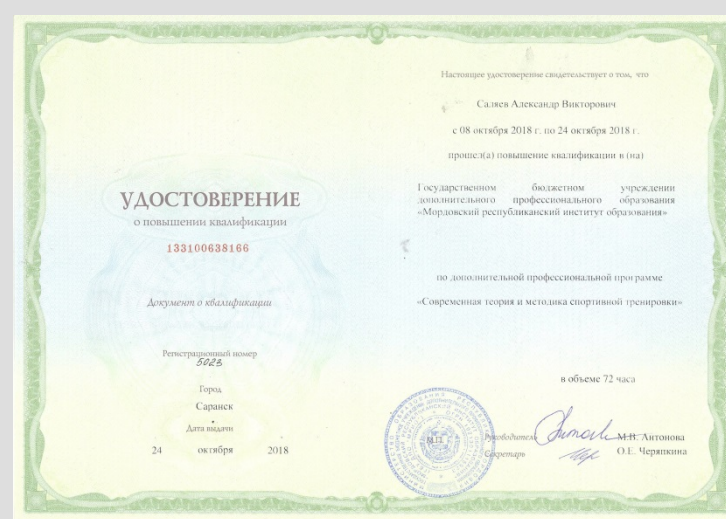 УДОСТОВЕРЕНИЕ
о повышении квалификации
133100638166
Документ о квалификации
Регистрационный номер
5023
Город
Саранск
Дата выдачи
24 октября 2018
Настоящее удостоверение свидетельствует о том, что
Саляев Александр Викторович
с 08 октября 2018 г. по 24 октября 2018 г.
прошел(а) повышение квалификации в (на)
Государственном бюджетном учреждении
дополнительного профессионального образования
«Мордовский республиканский институт образования»
по дополнительной профессиональной программе
«Современная теория и методика спортивной тренировки»
в объеме 72 часа
М.П.
Руководитель М.В. Антонова
Секретарь О.Е. Черяпкина